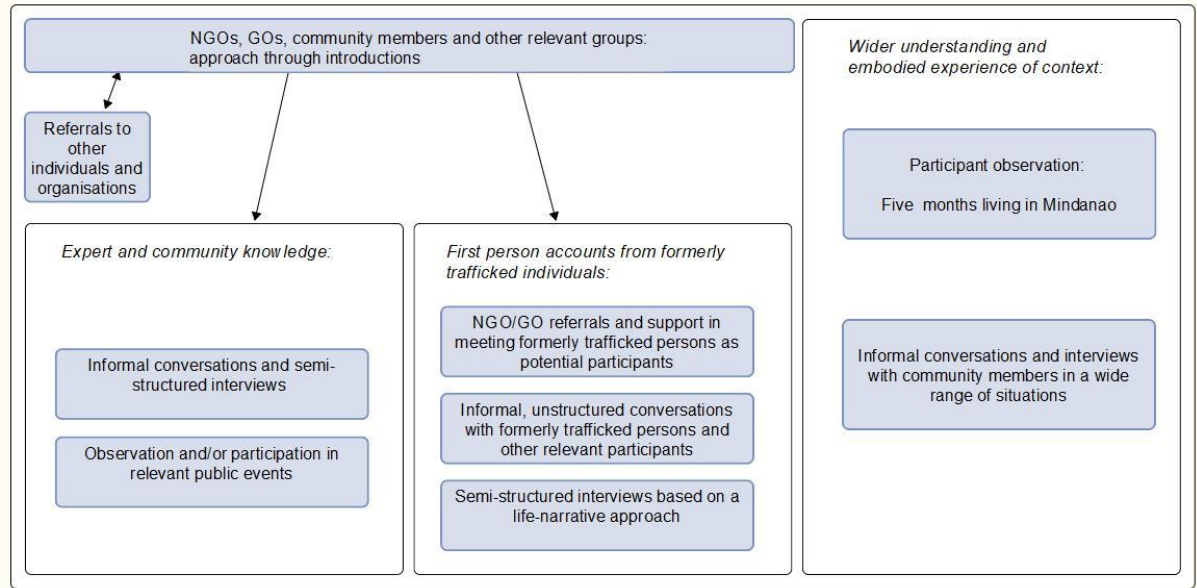 NGOs, GOs, community members and other relevant groups:
approach through introductions
Referrals to
other
individuals and
organisations
Expert and community knowledge:
Informal conversations and semi-
structured interviews
Observation and/or participation in
relevant public events
First person accounts from formerly
trafficked individuals:
NGO/GO referrals and support in
meeting formerly trafficked persons as
potential participants
Informal, unstructured conversations
with formerly trafficked persons and
other relevant participants
Semi-structured interviews based on a
life-narrative approach
Wider understanding and
embodied experience of context:
Participant observation:
Five months living in Mindanao
Informal conversations and interviews
with community members in a wide
range of situations